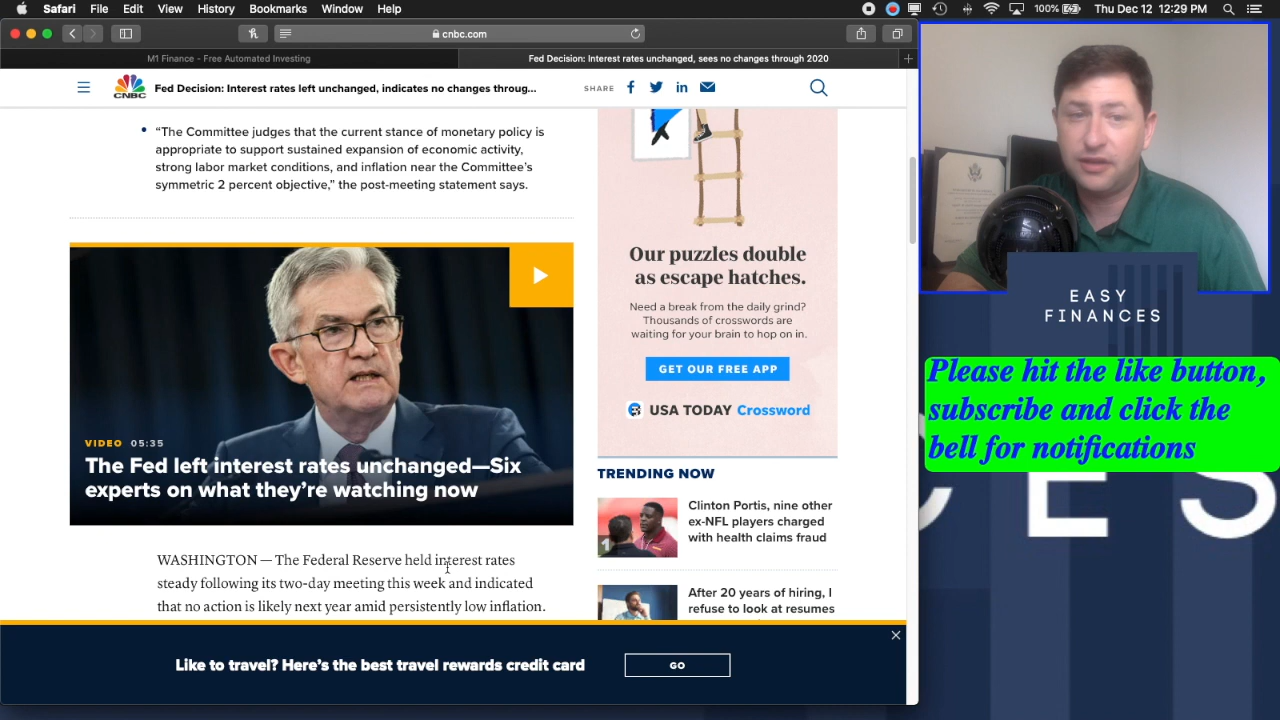 Safari File Edit View History Bookmarks Window Help
100% Thu Dec 12 12:29 PM
cnbc.com
M1 Finance - Free Automated Investing
Fed Decision: Interest rates unchanged, sees no changes through 2020
CNBC
Fed Decision: Interest rates left unchanged, indicates no changes throug...
SHARE
“The Committee judges that the current stance of monetary policy is
appropriate to support sustained expansion of economic activity,
strong labor market conditions, and inflation near the Committee’s
symmetric 2 percent objective,” the post-meeting statement says.
VIDEO 05:35
The Fed left interest rates unchanged—Six
experts on what they’re watching now
WASHINGTON — The Federal Reserve held interest rates
steady following its two-day meeting this week and indicated
that no action is likely next year amid persistently low inflation.
Our puzzles double
as escape hatches.
Need a break from the daily grind?
Thousands of crosswords are
waiting for your brain to hop on in.
GET OUR FREE APP
USA TODAY Crossword
TRENDING NOW
1
Clinton Portis, nine other
ex-NFL players charged
with health claims fraud
After 20 years of hiring, I
refuse to look at resumes
Like to travel? Here’s the best travel rewards credit card
GO
EASY
FINANCES
Please hit the like button,
subscribe and click the
bell for notifications
CES